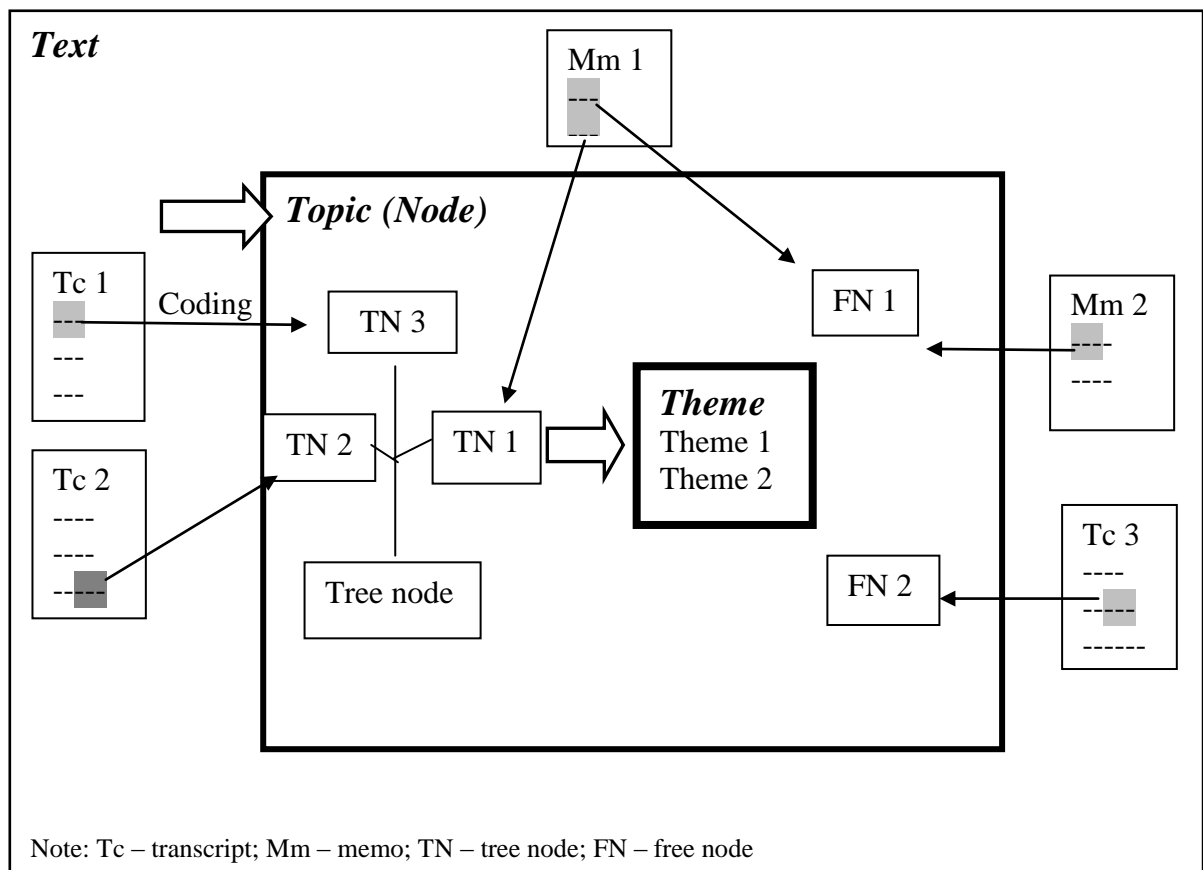 Text
Mm 1
----
----
Topic (Node)
Tc 1
---
---
---
Coding
TN 3
FN 1
Mm 2
-----
----
Theme
Theme 1
Theme 2
TN 2
TN 1
Tc 2
----
----
-----
Tree node
FN 2
Tc 3
----
-----
------
Note: Tc – transcript; Mm – memo; TN – tree node; FN – free node